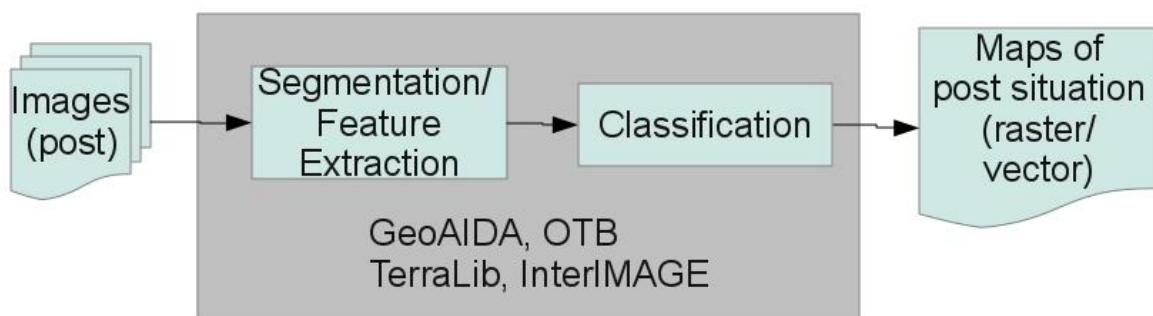 Images
(post)
Segmentation/
Feature
Extraction
Classification
GeoAIDA, OTB
TerraLib, InterIMAGE
Maps of
post situation
(raster/
vector)